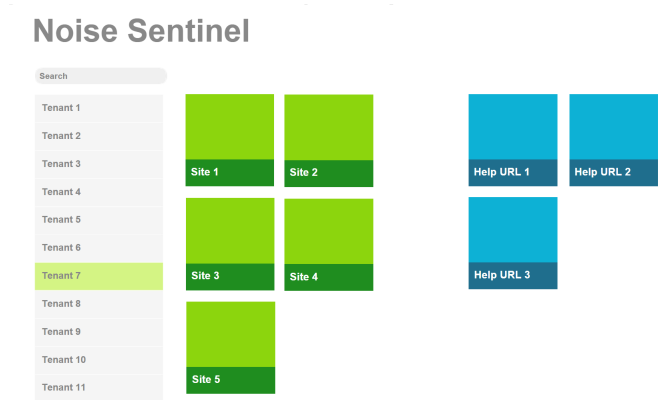 Noise Sentinel
Search
Tenant 1
Tenant 2
Tenant 3
Tenant 4
Tenant 5
Tenant 6
Tenant 7
Tenant 8
Tenant 9
Tenant 10
Tenant 11
Site 1
Site 2
Site 3
Site 4
Site 5
Help URL 1
Help URL 2
Help URL 3